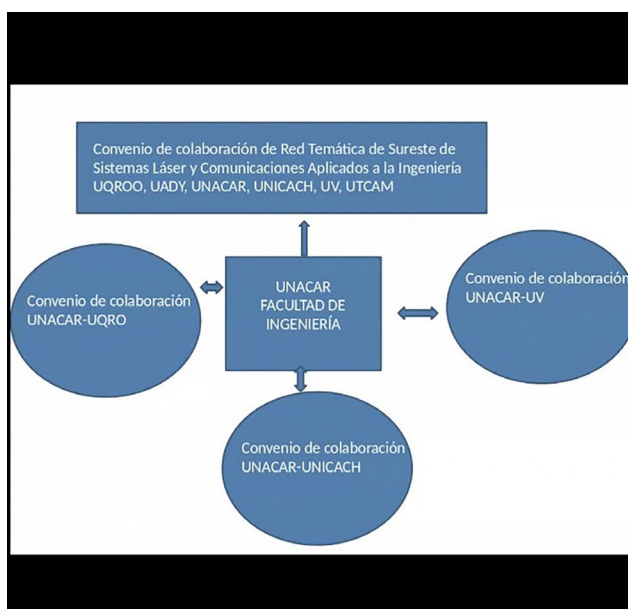 Convenio de colaboración de Red Temática de Sureste de
Sistemas Láser y Comunicaciones Aplicados a la Ingeniería
UQROO, UADY, UNACAR, UNICACH, UV, UTCAM
Convenio de colaboración
UNACAR-UQRO
UNACAR
FACULTAD DE
INGENIERÍA
Convenio de colaboración
UNACAR-UV
Convenio de colaboración
UNACAR-UNICACH